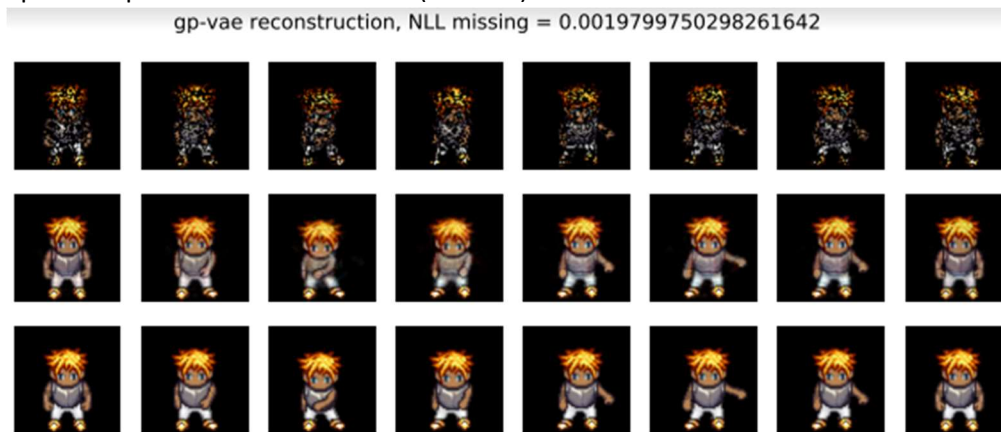 gp-vae reconstruction, NLL missing = 0.0019799750298261642